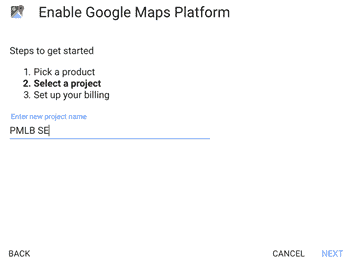 Enable Google Maps Platform
Steps to get started
1. Pick a product
2. Select a project
3. Set up your billing
Enter new project name
PMLB SE
BACK CANCEL NEXT